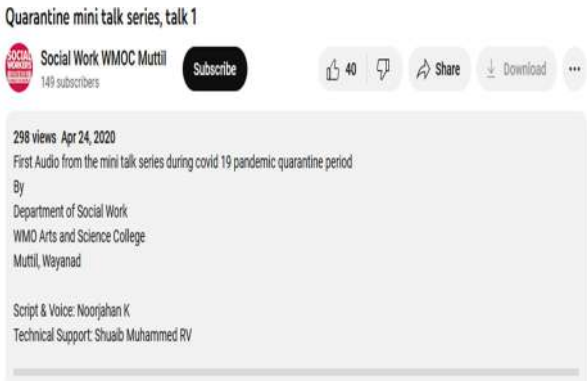 Quarantine mini talk series, talk 1
SOCIAL
WORKERS
Social Work WMOC Muttil
149 subscribers
Subscribe
40
Share
Download
298 views Apr 24, 2020
First Audio from the mini talk series during covid 19 pandemic quarantine period
By
Department of Social Work
WMO Arts and Science College
Muttil, Wayanad
Script & Voice: Noorjahan K
Technical Support: Shuaib Muhammed RV